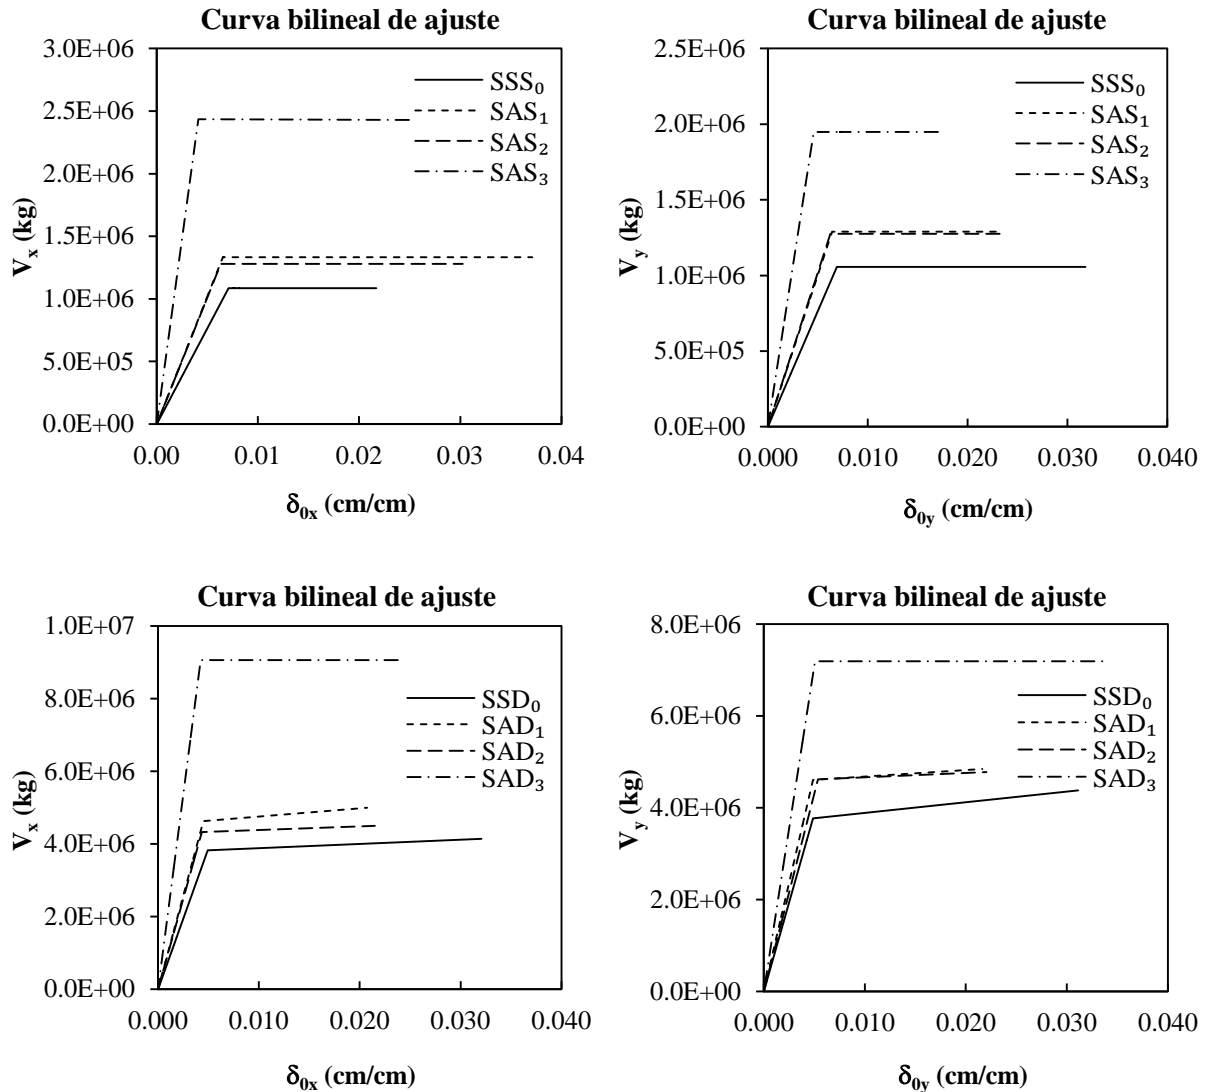 Curva bilineal de ajuste
3.0E+06
2.5E+06
2.0E+06
1.5E+06
1.0E+06
5.0E+05
0.0E+00
V_x (kg)
SSS₀
SAS₁
SAS₂
SAS₃
0.00 0.01 0.02 0.03 0.04
δ₀ₓ (cm/cm)
Curva bilineal de ajuste
2.5E+06
2.0E+06
1.5E+06
1.0E+06
5.0E+05
0.0E+00
V_y (kg)
SSS₀
SAS₁
SAS₂
SAS₃
0.000 0.010 0.020 0.030 0.040
δ_0y (cm/cm)
Curva bilineal de ajuste
1.0E+07
8.0E+06
6.0E+06
4.0E+06
2.0E+06
0.0E+00
V_x (kg)
SSD₀
SAD₁
SAD₂
SAD₃
0.000 0.010 0.020 0.030 0.040
δ₀ₓ (cm/cm)
Curva bilineal de ajuste
8.0E+06
6.0E+06
4.0E+06
2.0E+06
0.0E+00
V_y (kg)
SSD₀
SAD₁
SAD₂
SAD₃
0.000 0.010 0.020 0.030 0.040
δ_0y (cm/cm)